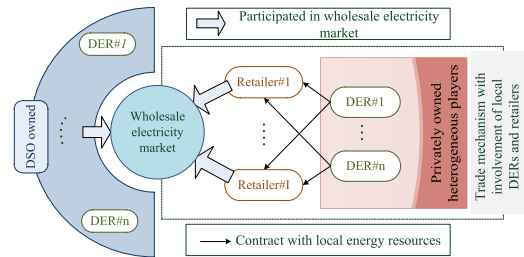 Participated in wholesale electricity
market
DER#1
DSO owned
....
DER#n
Wholesale
electricity
market
Retailer#1
...
Retailer#I
DER#1
...
DER#n
Privately owned
heterogeneous players
Trade mechanism with
involvement of local
DERs and retailers
Contract with local energy resources